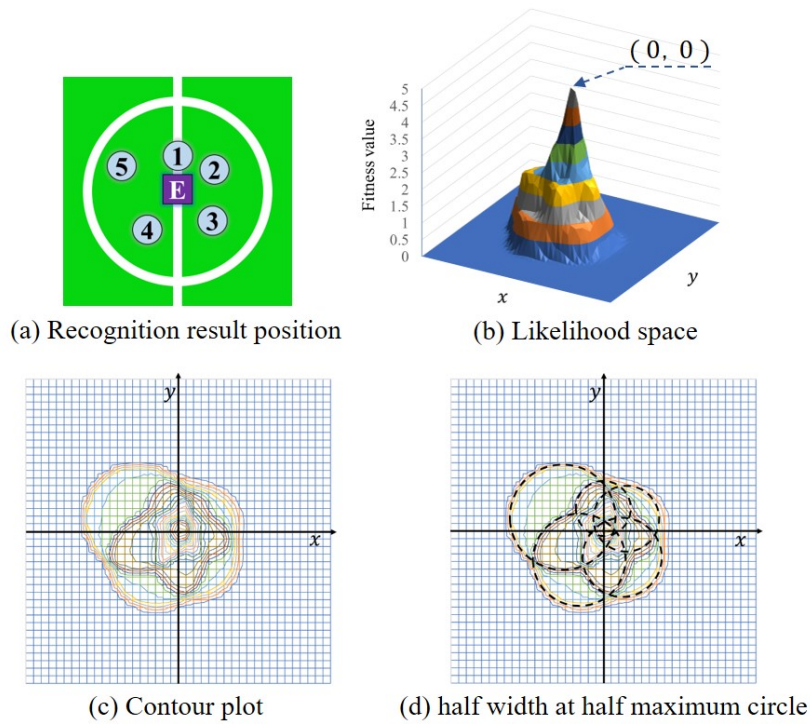 1
5
2
E
4
3
(a) Recognition result position
(0, 0)
5
4.5
4
3.5
3
2.5
2
1.5
1
0.5
0
Fitness value
x
y
(b) Likelihood space
y
x
(c) Contour plot
y
x
(d) half width at half maximum circle